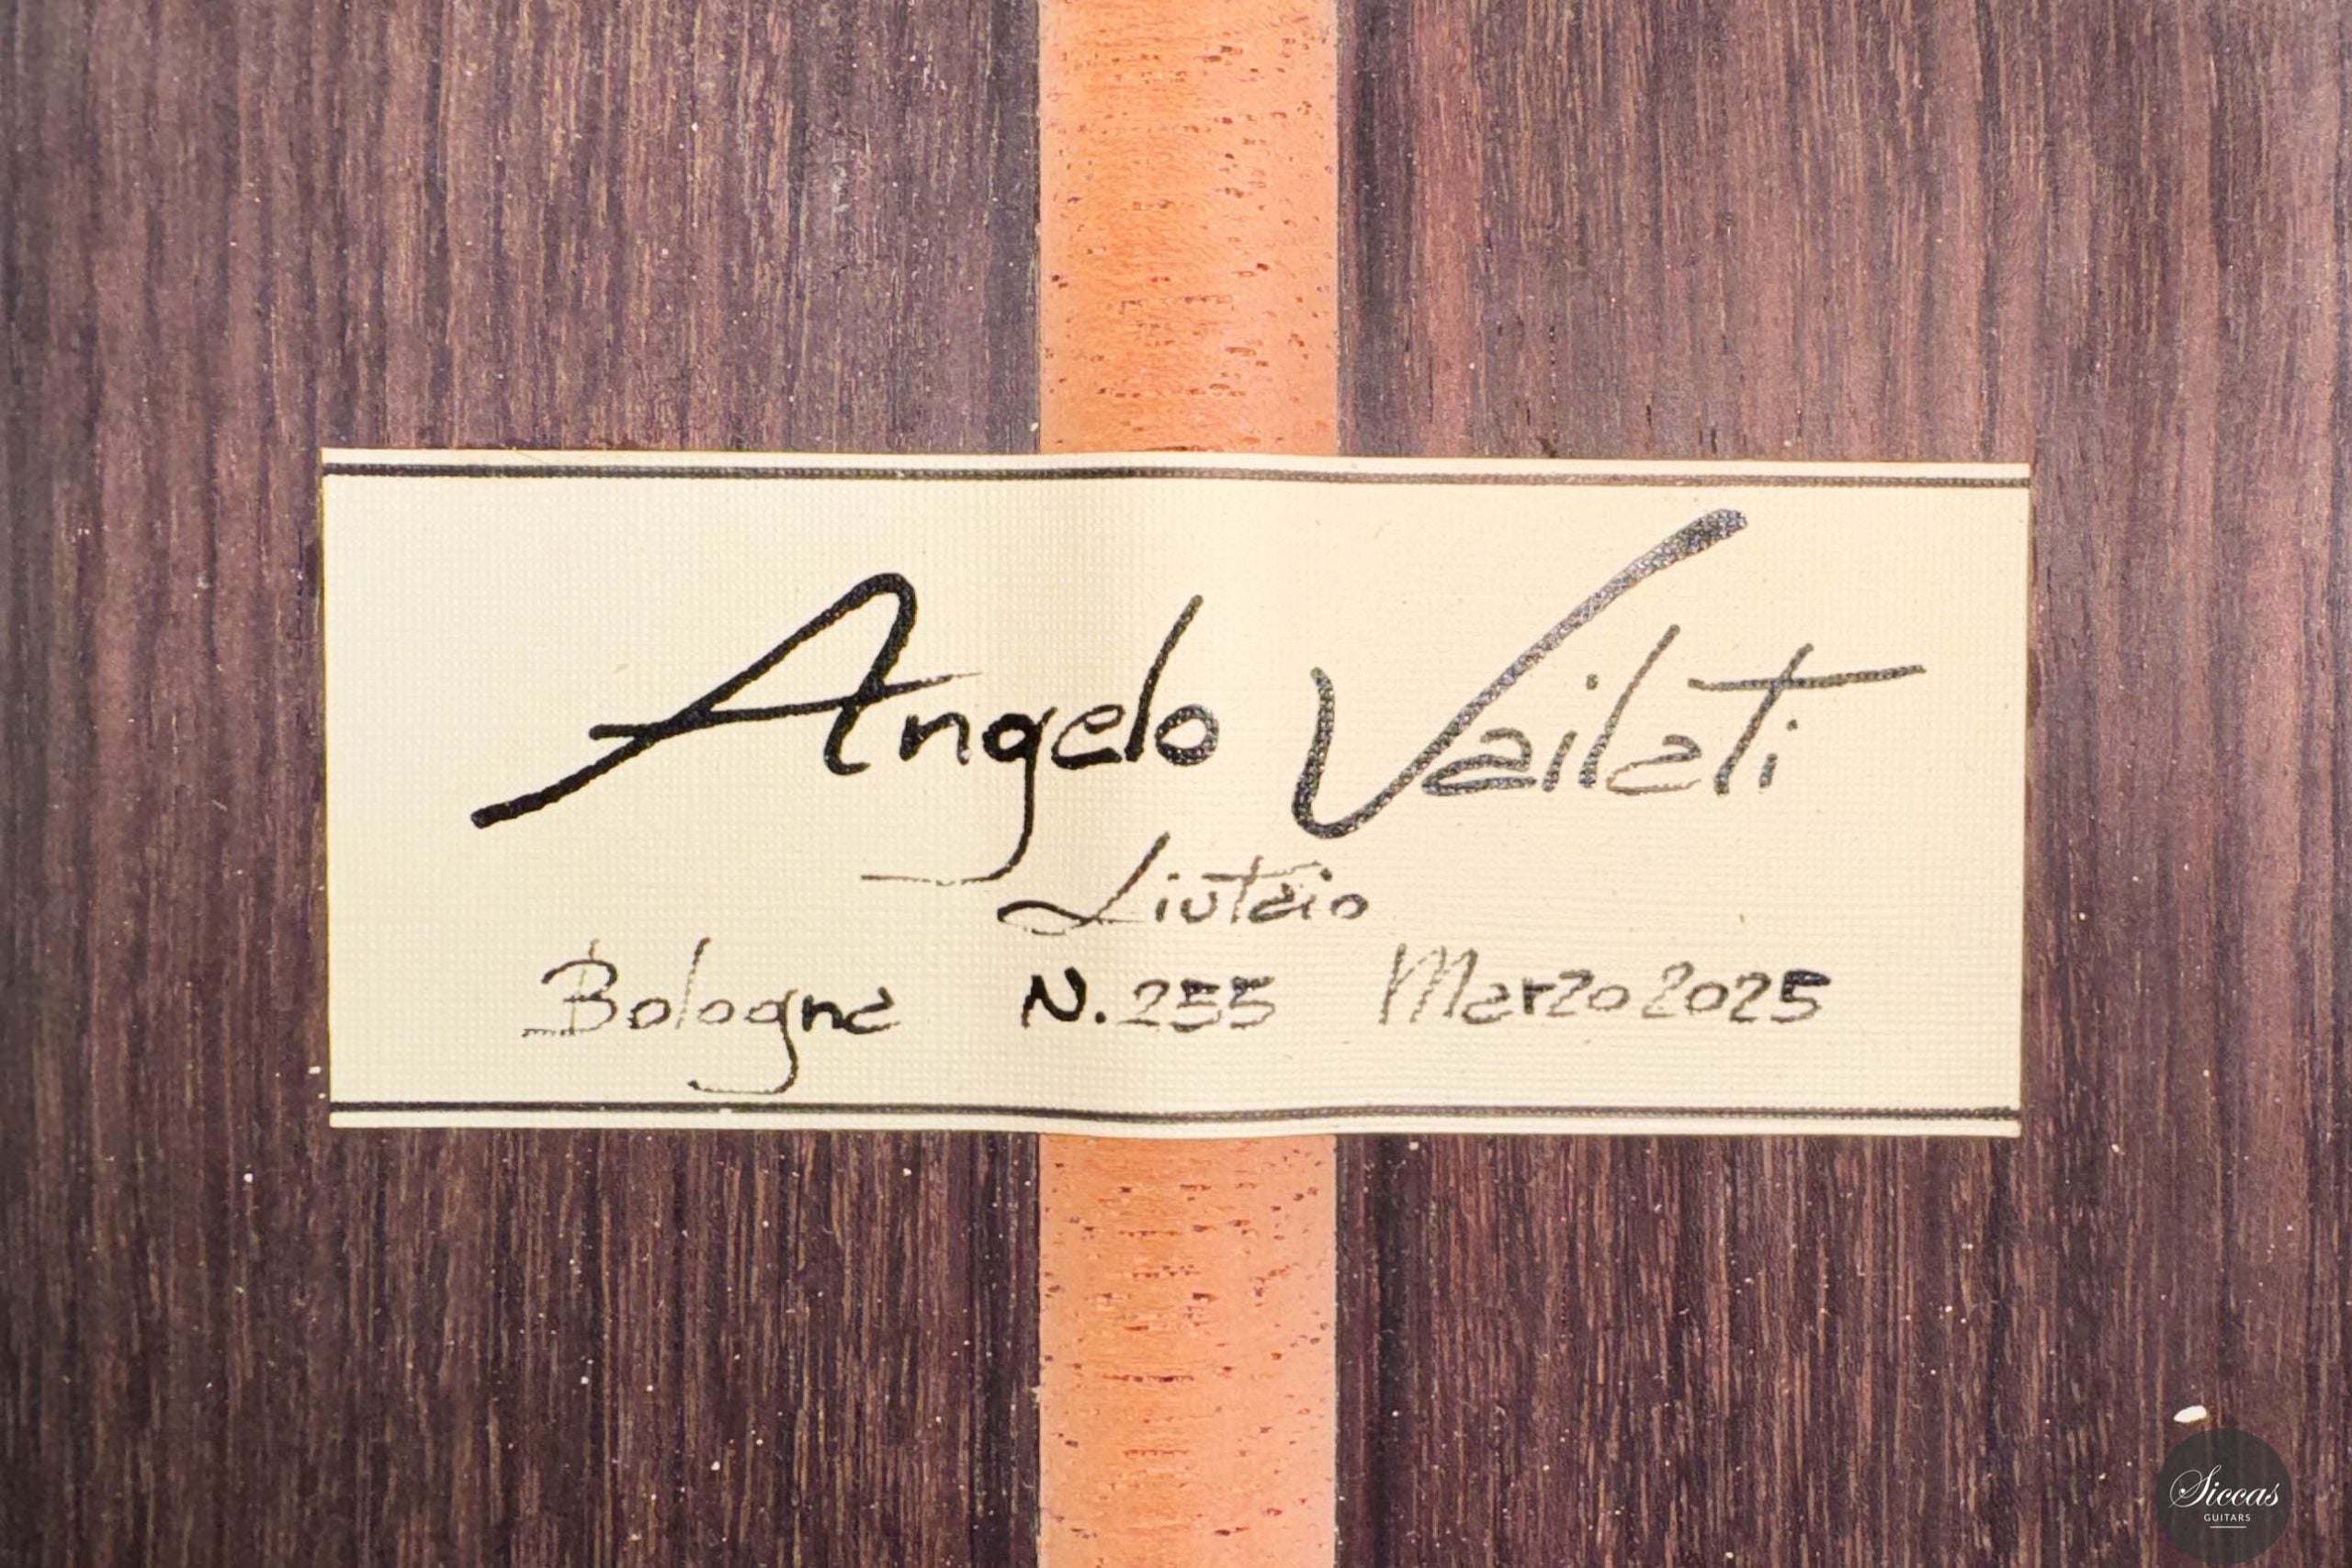 Angelo Vailati
Liutaio
Bologna N. 255 Marzo 2025
Siccas
GUITARS